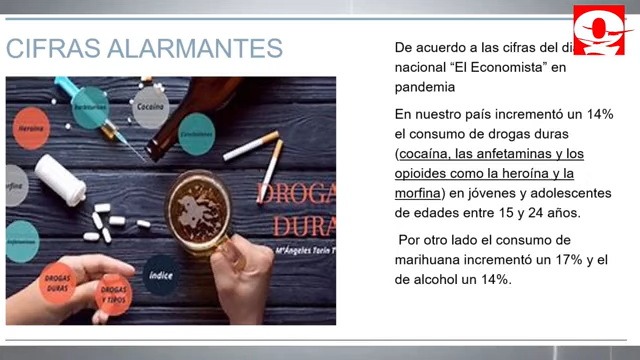 CIFRAS ALARMANTES
De acuerdo a las cifras del
nacional “El Economista” en
pandemia
En nuestro país incrementó un 14%
el consumo de drogas duras
(cocaína, las anfetaminas y los
opioides como la heroína y la
morfina) en jóvenes y adolescentes
de edades entre 15 y 24 años.
Por otro lado el consumo de
marihuana incrementó un 17% y el
de alcohol un 14%.
Cocaína
Heroína
DROGA
DURA
MªÁngeles Torín T
índice
DROGAS
DURAS
DROGAS
Y TIPOS